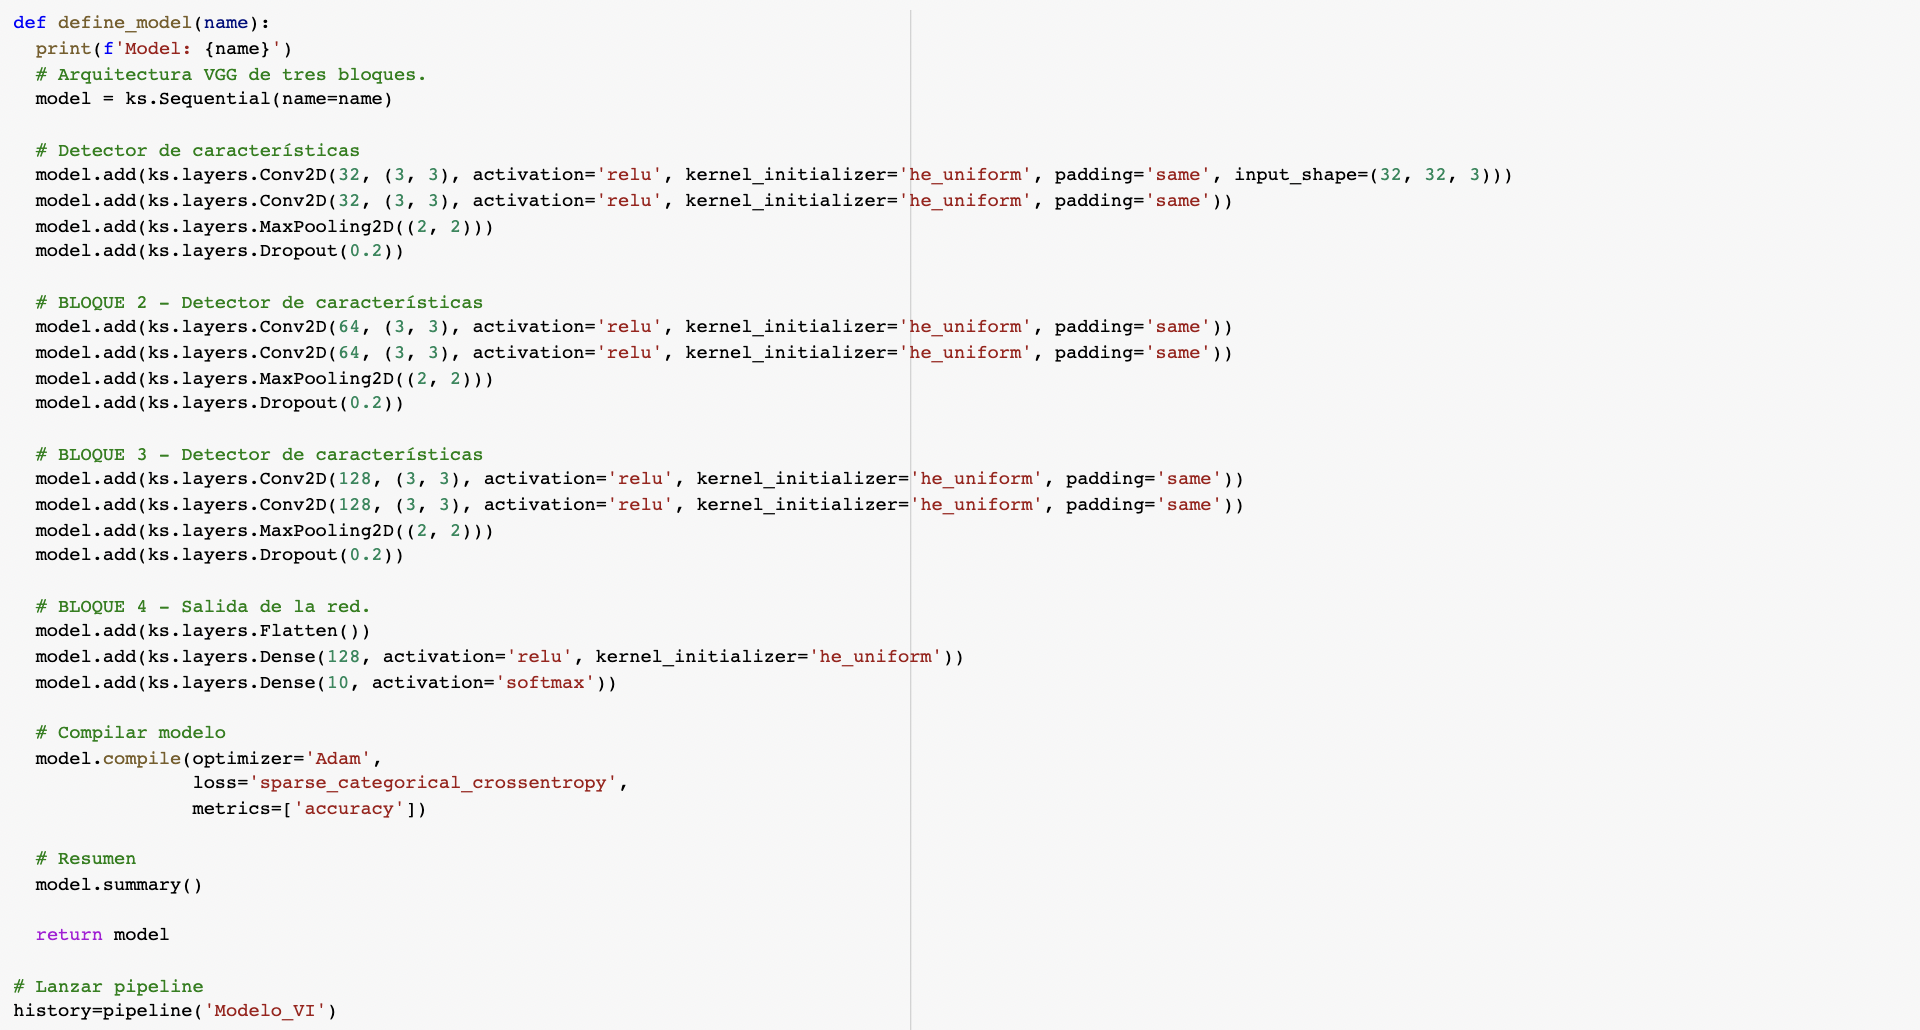 def define_model(name):
  print(f'Model: {name}')
  # Arquitectura VGG de tres bloques.
  model = ks.Sequential(name=name)

  # Detector de características
  model.add(ks.layers.Conv2D(32, (3, 3), activation='relu', kernel_initializer='he_uniform', padding='same', input_shape=(32, 32, 3)))
  model.add(ks.layers.Conv2D(32, (3, 3), activation='relu', kernel_initializer='he_uniform', padding='same'))
  model.add(ks.layers.MaxPooling2D((2, 2)))
  model.add(ks.layers.Dropout(0.2))

  # BLOQUE 2 - Detector de características
  model.add(ks.layers.Conv2D(64, (3, 3), activation='relu', kernel_initializer='he_uniform', padding='same'))
  model.add(ks.layers.Conv2D(64, (3, 3), activation='relu', kernel_initializer='he_uniform', padding='same'))
  model.add(ks.layers.MaxPooling2D((2, 2)))
  model.add(ks.layers.Dropout(0.2))

  # BLOQUE 3 - Detector de características
  model.add(ks.layers.Conv2D(128, (3, 3), activation='relu', kernel_initializer='he_uniform', padding='same'))
  model.add(ks.layers.Conv2D(128, (3, 3), activation='relu', kernel_initializer='he_uniform', padding='same'))
  model.add(ks.layers.MaxPooling2D((2, 2)))
  model.add(ks.layers.Dropout(0.2))

  # BLOQUE 4 - Salida de la red.
  model.add(ks.layers.Flatten())
  model.add(ks.layers.Dense(128, activation='relu', kernel_initializer='he_uniform'))
  model.add(ks.layers.Dense(10, activation='softmax'))

  # Compilar modelo
  model.compile(optimizer='Adam',
                loss='sparse_categorical_crossentropy',
                metrics=['accuracy'])

  # Resumen
  model.summary()

  return model

# Lanzar pipeline
history=pipeline('Modelo_VI')